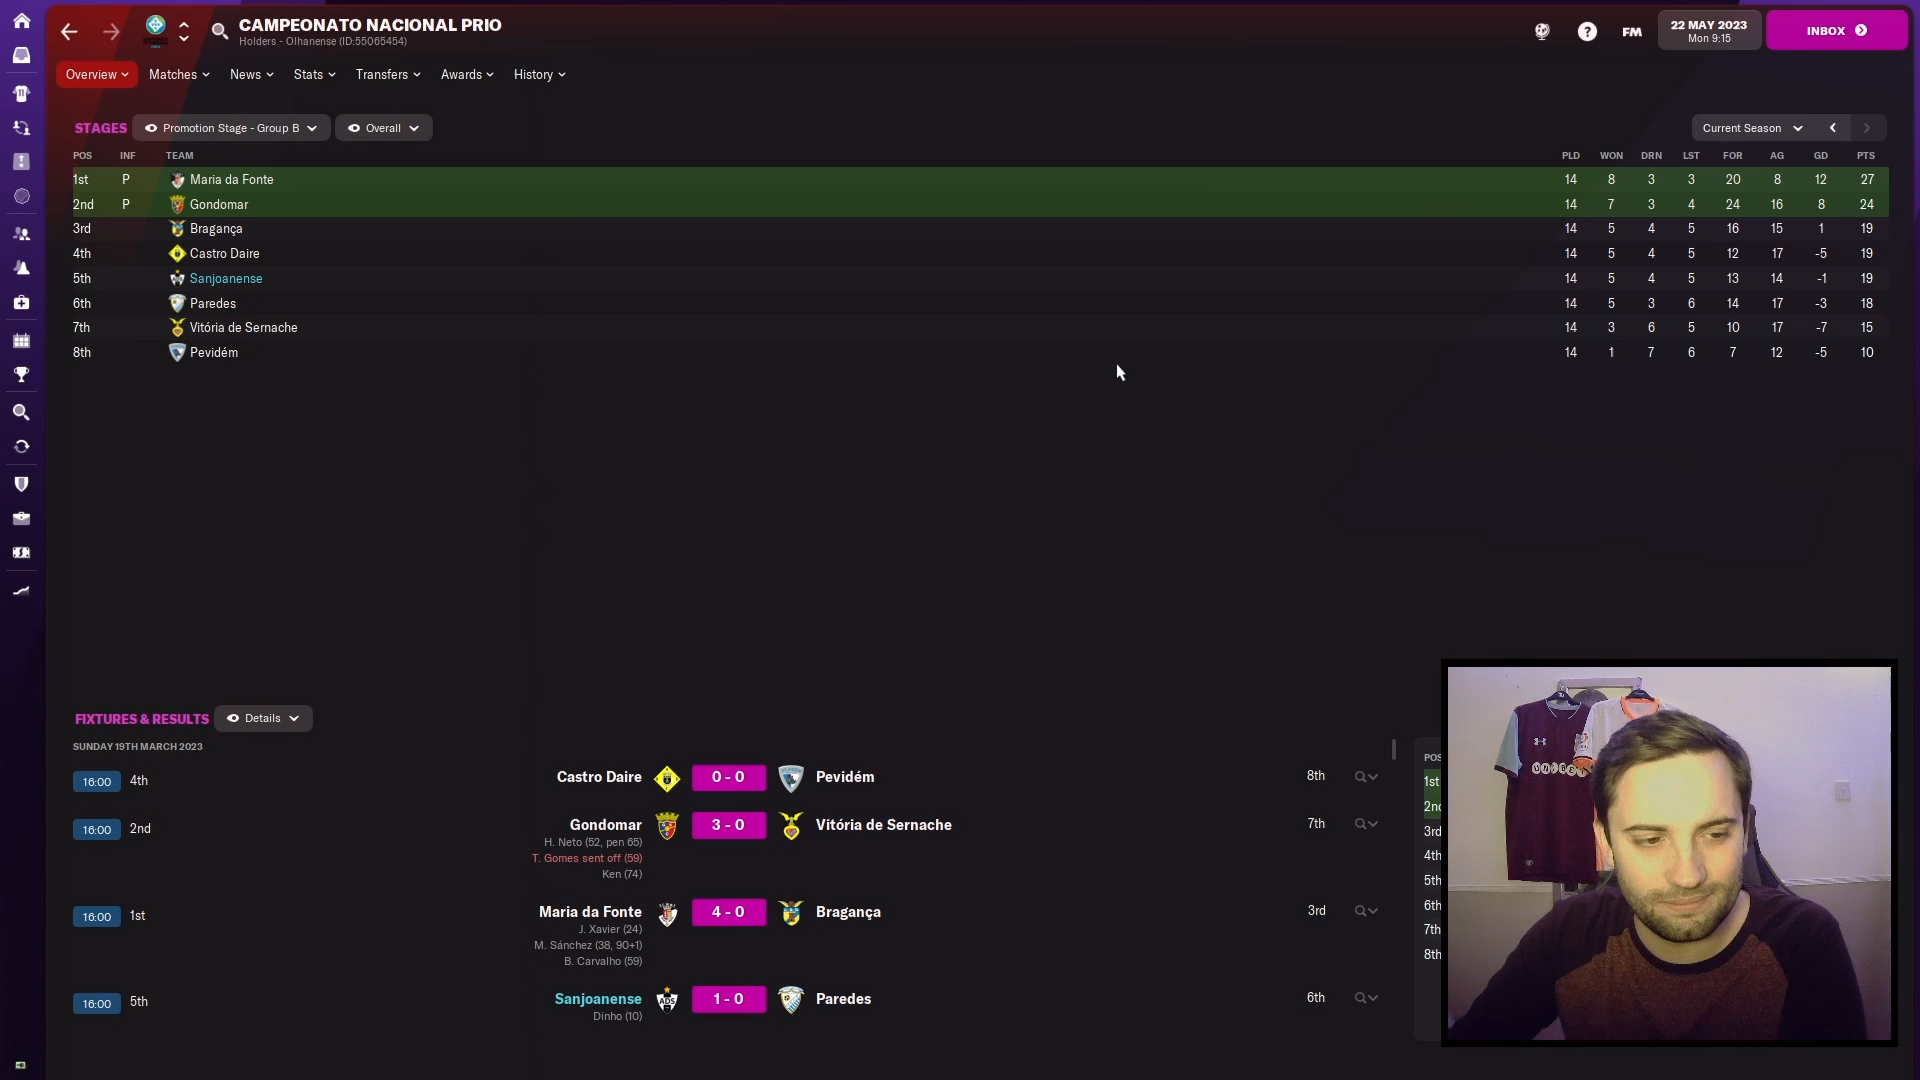 CAMPEONATO NACIONAL PRIO
Holders - Olhanense (ID:55065454)
FM
22 MAY 2023
Mon 9:15
INBOX
Overview Matches News Stats Transfers Awards History
STAGES Promotion Stage - Group B Overall Current Season
POS INF TEAM PLD WON DRN LST FOR AG GD PTS
1st P Maria da Fonte 14 8 3 3 20 8 12 27
2nd P Gondomar 14 7 3 4 24 16 8 24
3rd Bragança 14 5 4 5 16 15 1 19
4th Castro Daire 14 5 4 5 12 17 -5 19
5th Sanjoanense 14 5 4 5 13 14 -1 19
6th Paredes 14 5 3 6 14 17 -3 18
7th Vitória de Sernache 14 3 6 5 10 17 -7 15
8th Pevidém 14 1 7 6 7 12 -5 10
FIXTURES & RESULTS Details
SUNDAY 19TH MARCH 2023
16:00 4th Castro Daire 0 - 0 Pevidém 8th
16:00 2nd Gondomar 3 - 0 Vitória de Sernache 7th
H. Neto (52, pen 65)
T. Gomes sent off (59)
Ken (74)
16:00 1st Maria da Fonte 4 - 0 Bragança 3rd
J. Xavier (24)
M. Sánchez (38, 90+1)
B. Carvalho (59)
16:00 5th Sanjoanense 1 - 0 Paredes 6th
Dinho (10)
POS
1st
2nd
3rd
4th
5th
6th
7th
8th
UNIBET